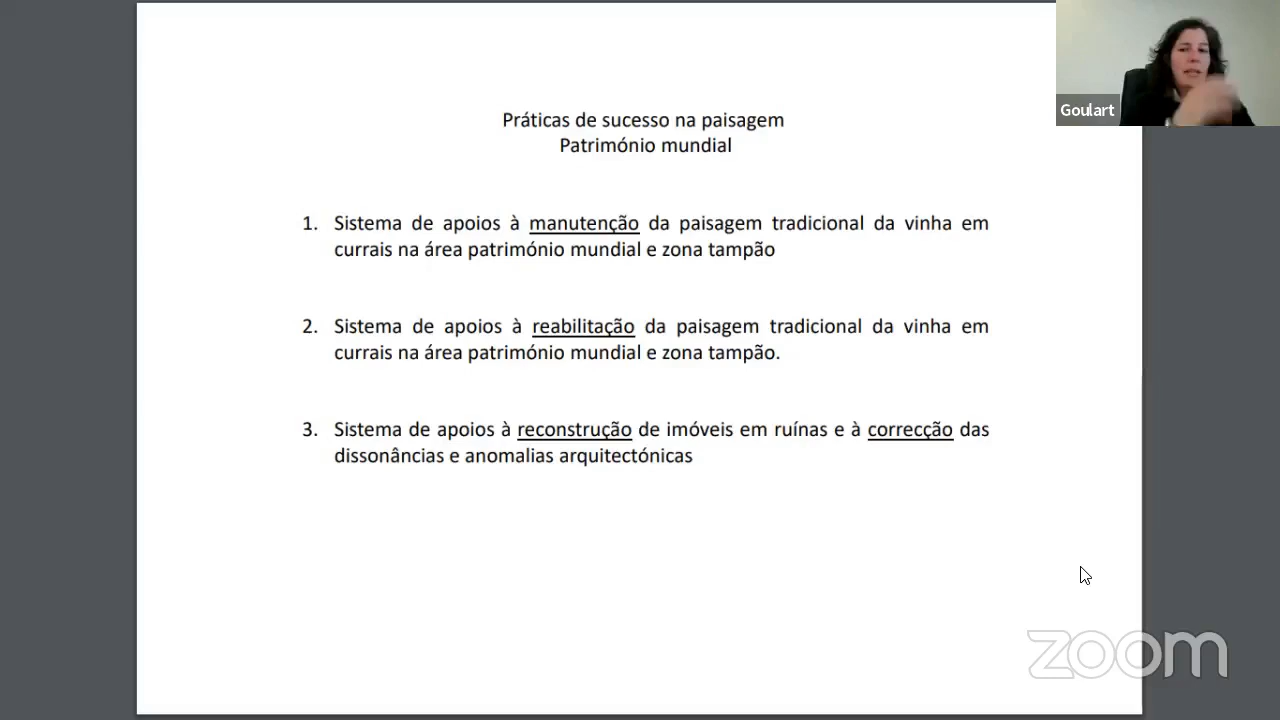 Goulart
Práticas de sucesso na paisagem
Património mundial
1. Sistema de apoios à manutenção da paisagem tradicional da vinha em
currais na área património mundial e zona tampão
2. Sistema de apoios à reabilitação da paisagem tradicional da vinha em
currais na área património mundial e zona tampão.
3. Sistema de apoios à reconstrução de imóveis em ruínas e à correcção das
dissonâncias e anomalias arquitectónicas
zoom